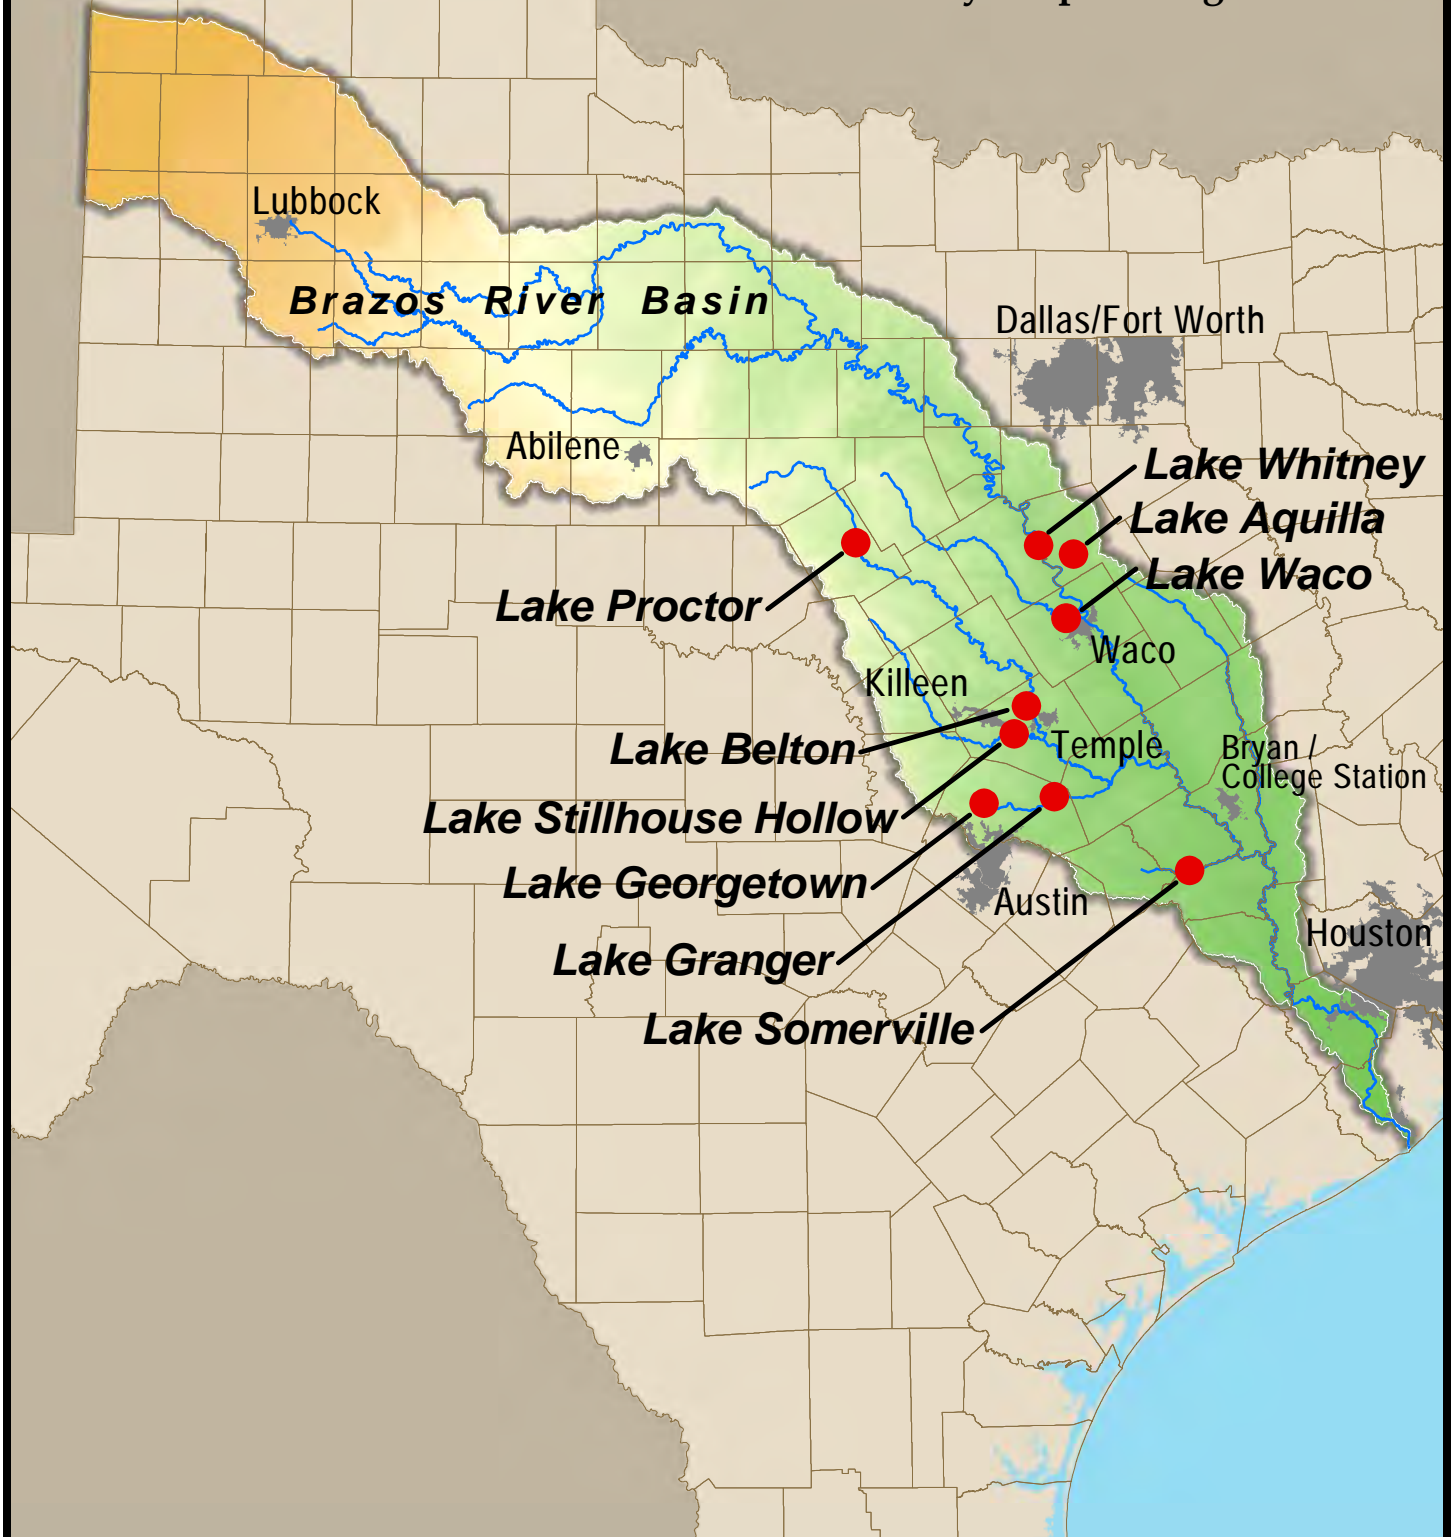 Lubbock
Brazos River Basin
Dallas/Fort Worth
Abilene
Lake Whitney
Lake Aquilla
Lake Waco
Lake Proctor
Waco
Killeen
Lake Belton
Temple
Bryan /
College Station
Lake Stillhouse Hollow
Lake Georgetown
Austin
Houston
Lake Granger
Lake Somerville